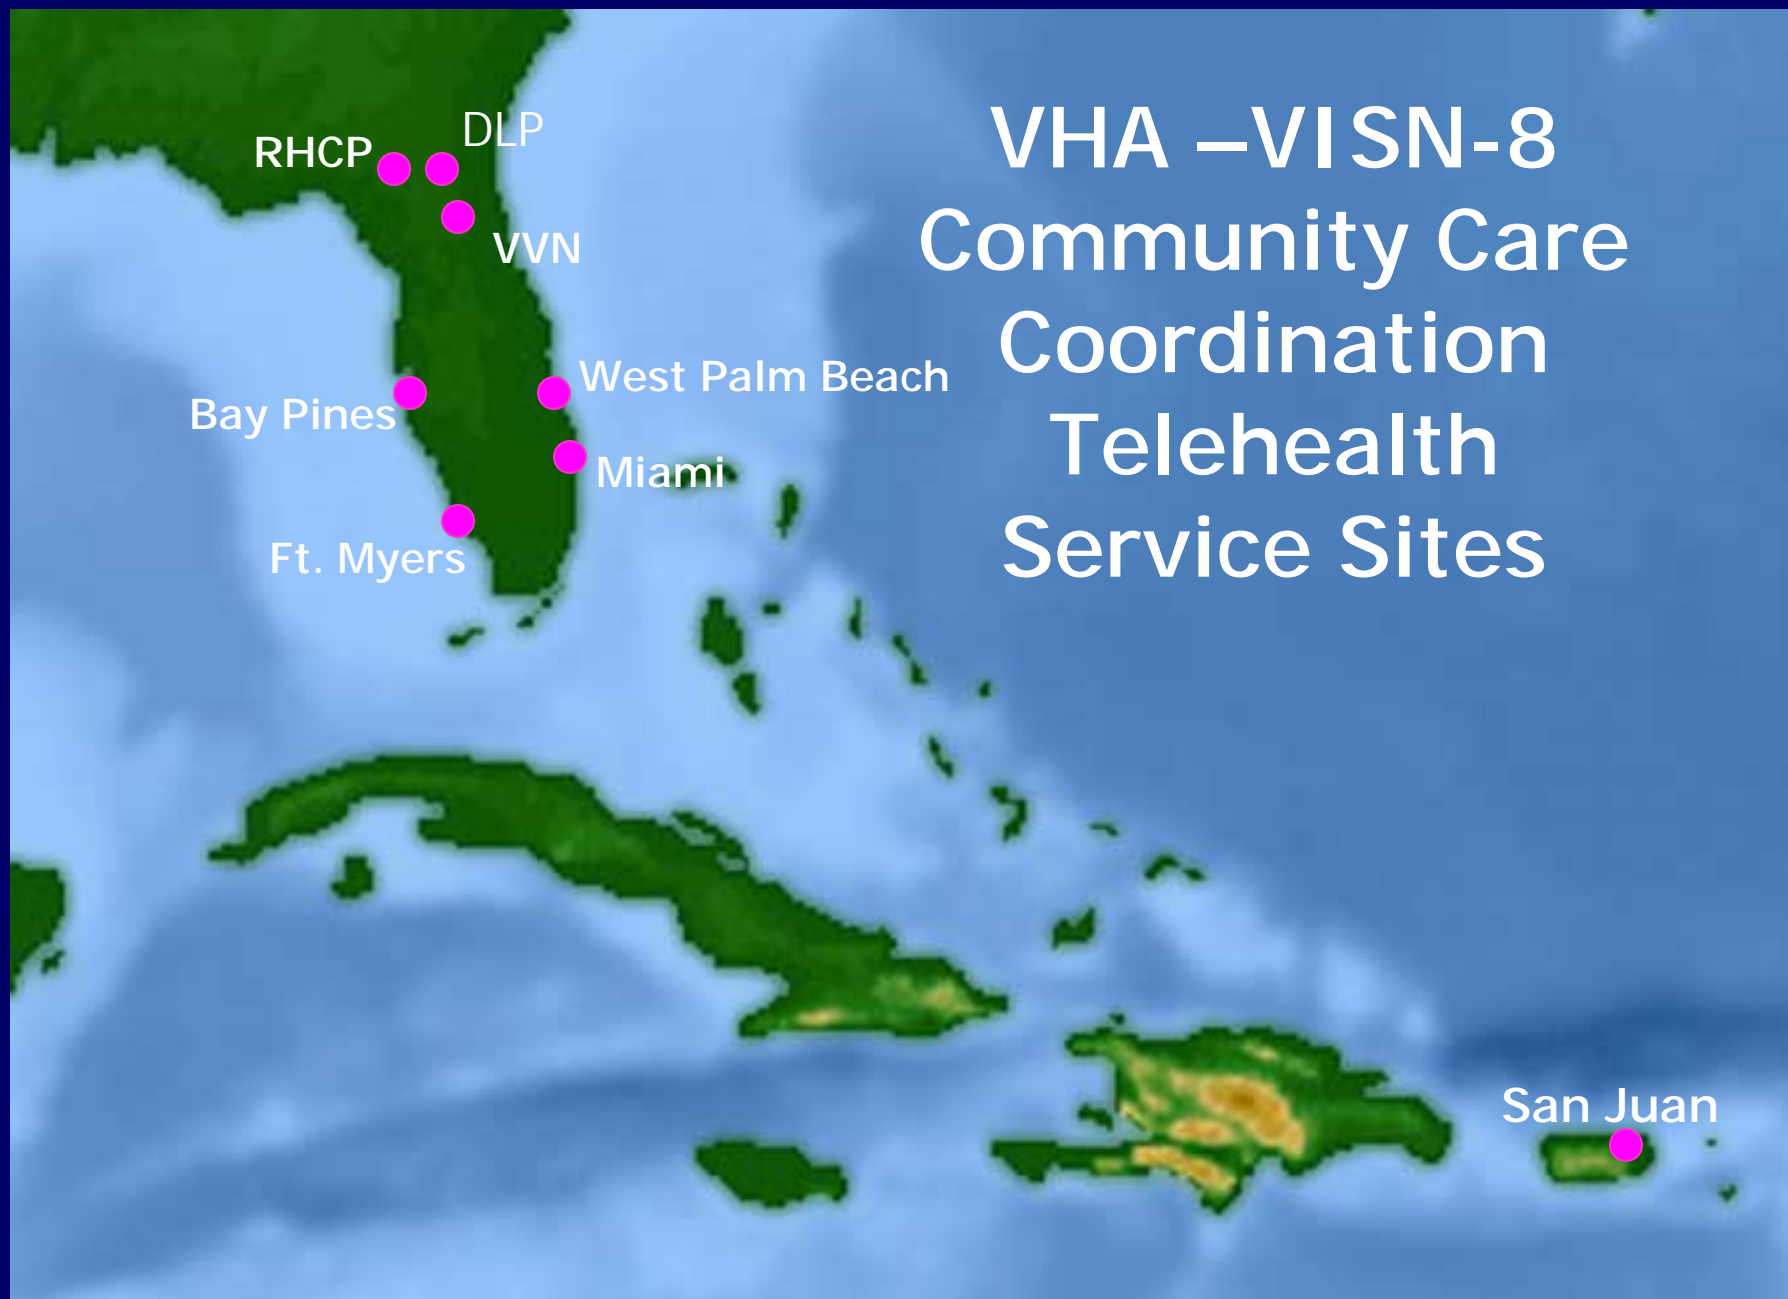 VHA –VISN-8
Community Care
Coordination
Telehealth
Service Sites
DLP
RHCP
VVN
West Palm Beach
Bay Pines
Miami
Ft. Myers
San Juan